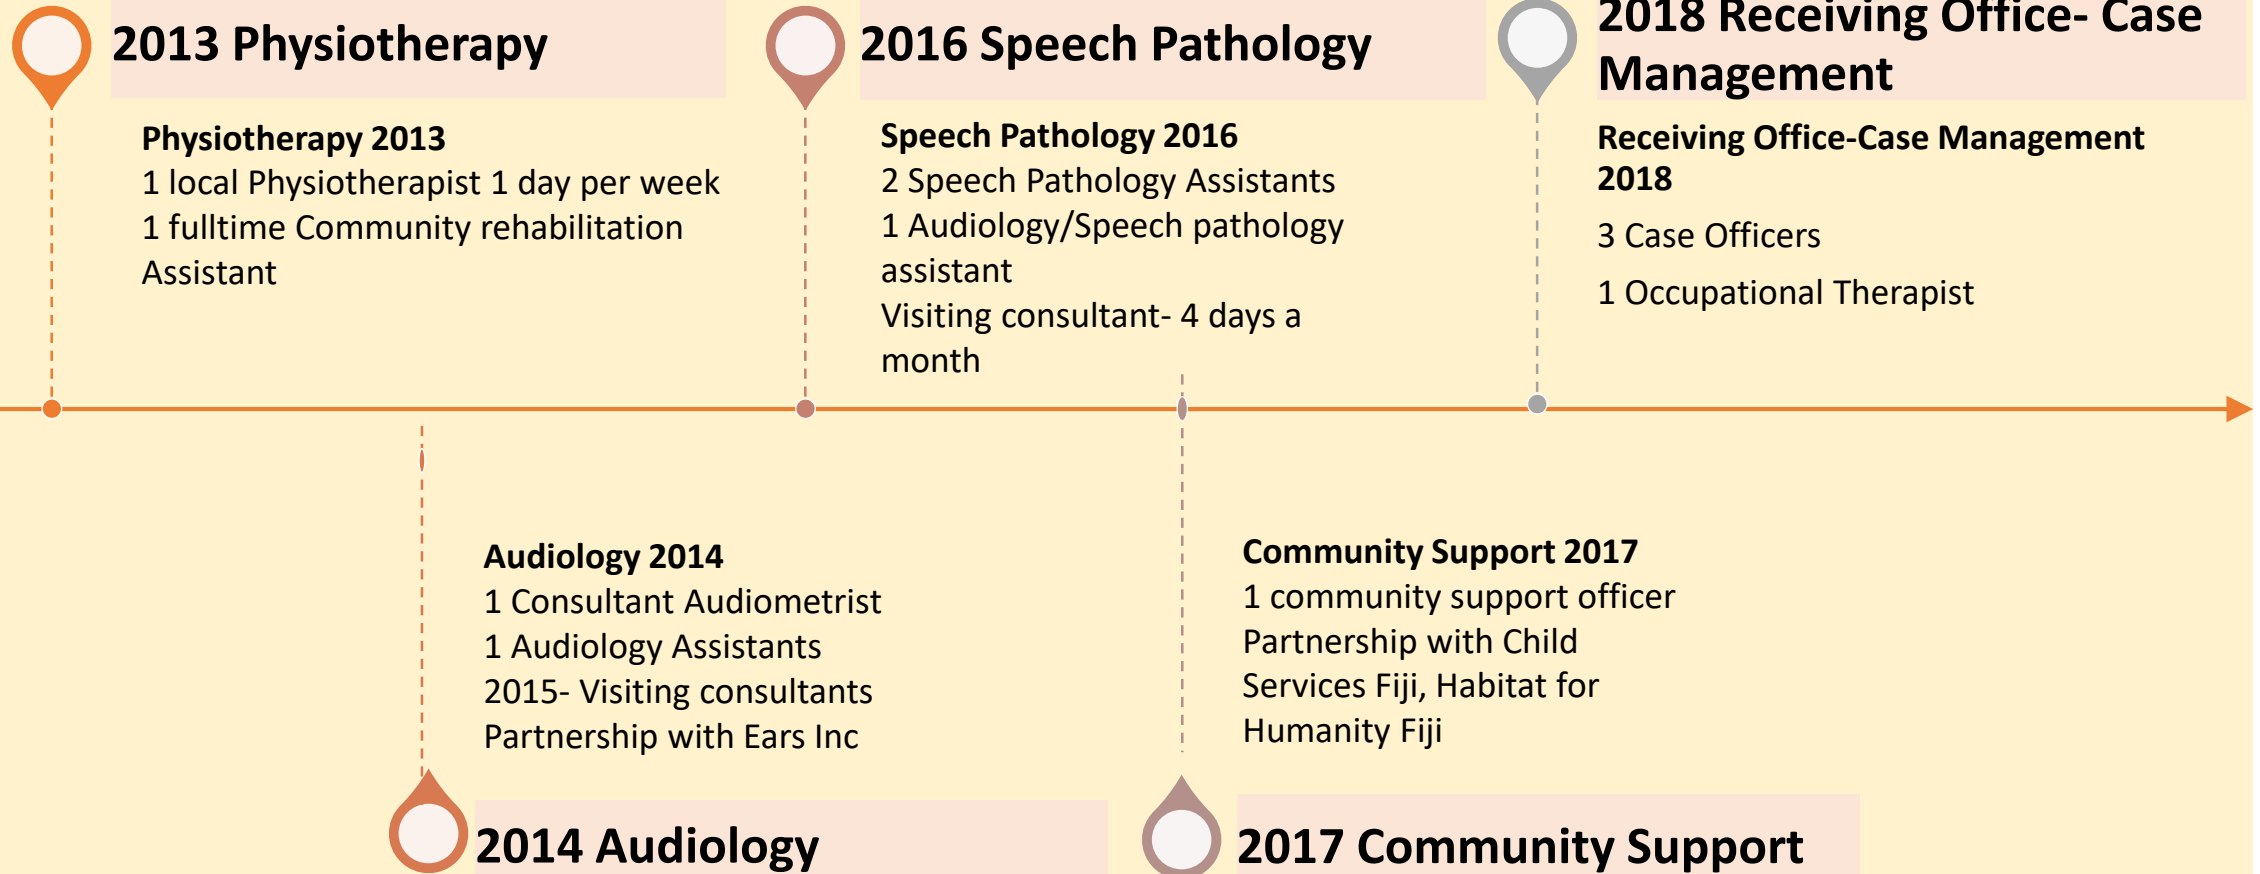 2013 Physiotherapy
Physiotherapy 2013
1 local Physiotherapist 1 day per week
1 fulltime Community rehabilitation
Assistant
2016 Speech Pathology
Speech Pathology 2016
2 Speech Pathology Assistants
1 Audiology/Speech pathology
assistant
Visiting consultant- 4 days a
month
2018 Receiving Office- Case
Management
Receiving Office-Case Management
2018
3 Case Officers
1 Occupational Therapist
Audiology 2014
1 Consultant Audiometrist
1 Audiology Assistants
2015- Visiting consultants
Partnership with Ears Inc
2014 Audiology
Community Support 2017
1 community support officer
Partnership with Child
Services Fiji, Habitat for
Humanity Fiji
2017 Community Support